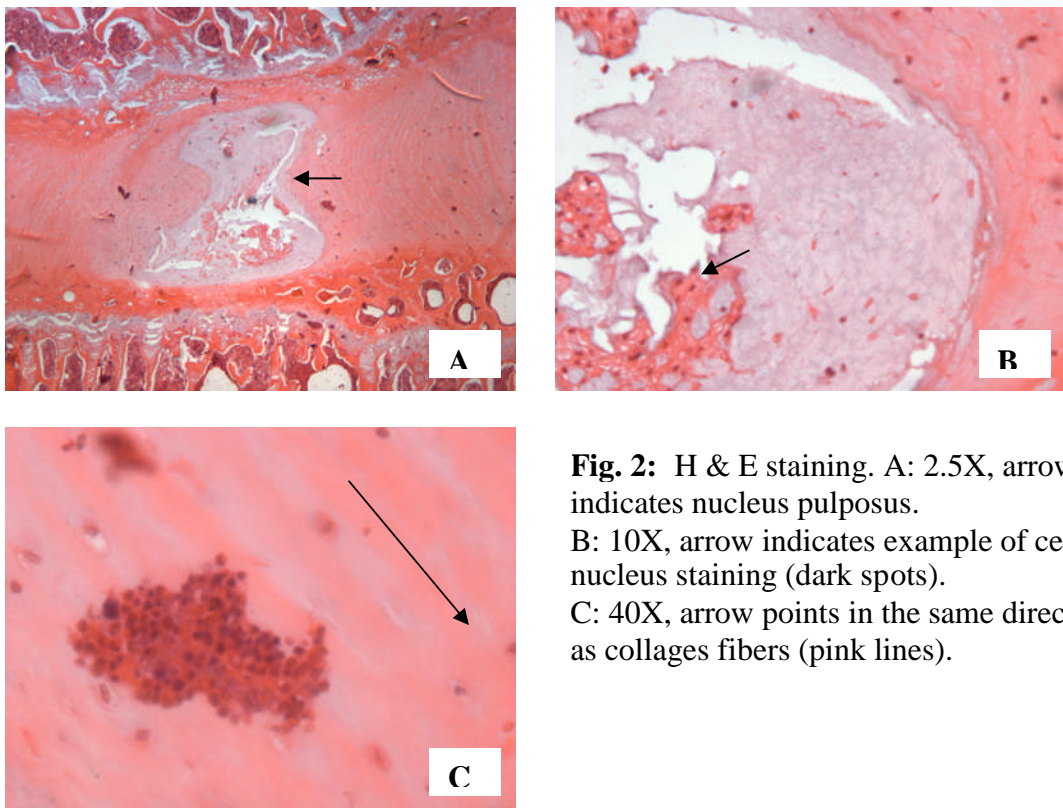 A
B
C
Fig. 2: H & E staining. A: 2.5X, arrow
indicates nucleus pulposus.
B: 10X, arrow indicates example of ce
nucleus staining (dark spots).
C: 40X, arrow points in the same direc
as collages fibers (pink lines).